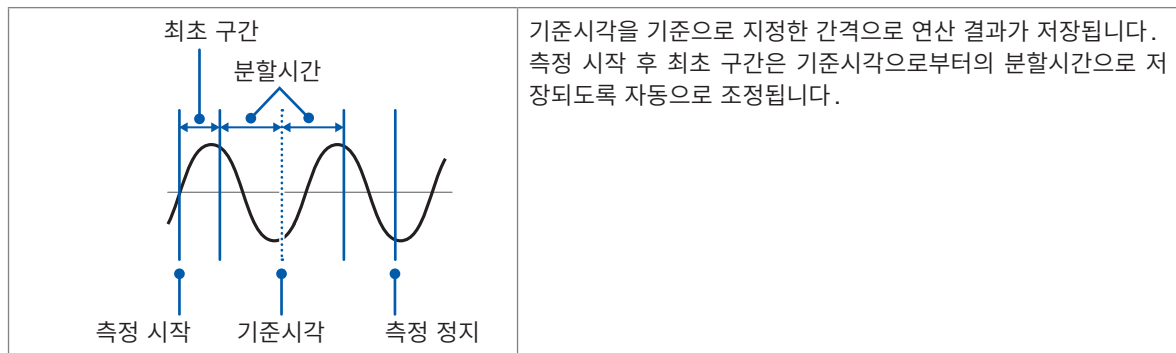 최초 구간
분할시간
측정 시작
기준시각
측정 정지
기준시각을 기준으로 지정한 간격으로 연산 결과가 저장됩니다.
측정 시작 후 최초 구간은 기준시각으로부터의 분할시간으로 저
장되도록 자동으로 조정됩니다.